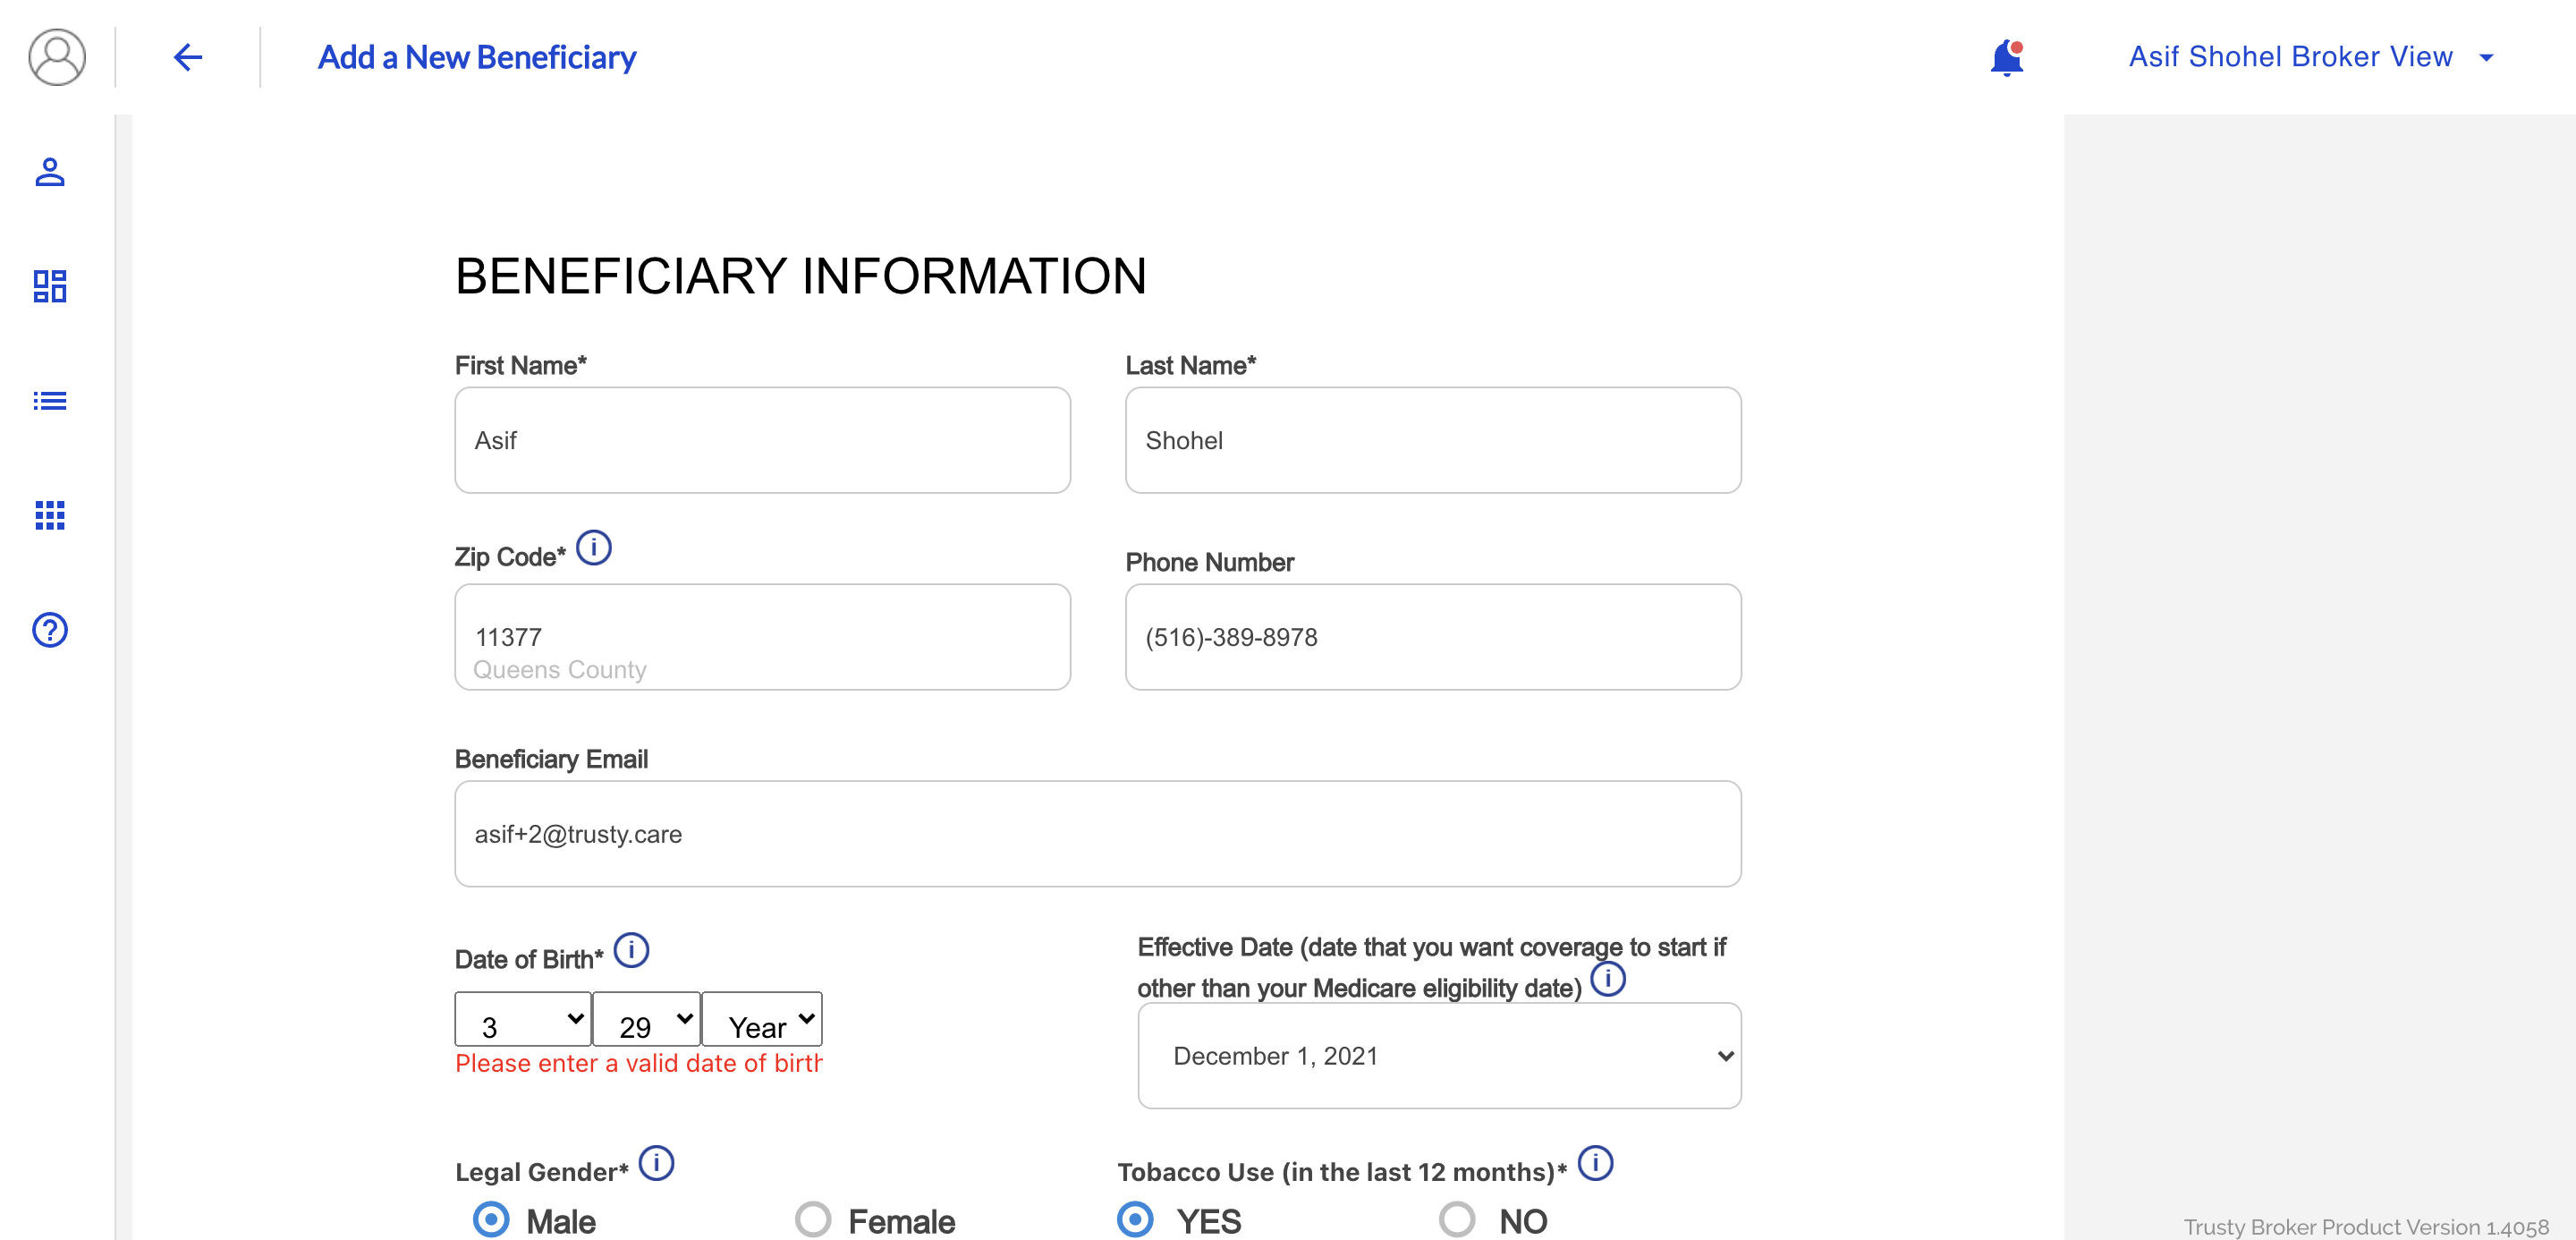 Add a New Beneficiary
Asif Shohel Broker View
BENEFICIARY INFORMATION
First Name*
Last Name*
Asif
Shohel
Zip Code* i
Phone Number
11377
Queens County
(516)-389-8978
Beneficiary Email
asif+2@trusty.care
Date of Birth* i
Effective Date (date that you want coverage to start if
other than your Medicare eligibility date) i
3 29 Year
Please enter a valid date of birth
December 1, 2021
Legal Gender* i
Tobacco Use (in the last 12 months)* i
Male Female
YES NO
Trusty Broker Product Version 1.4058